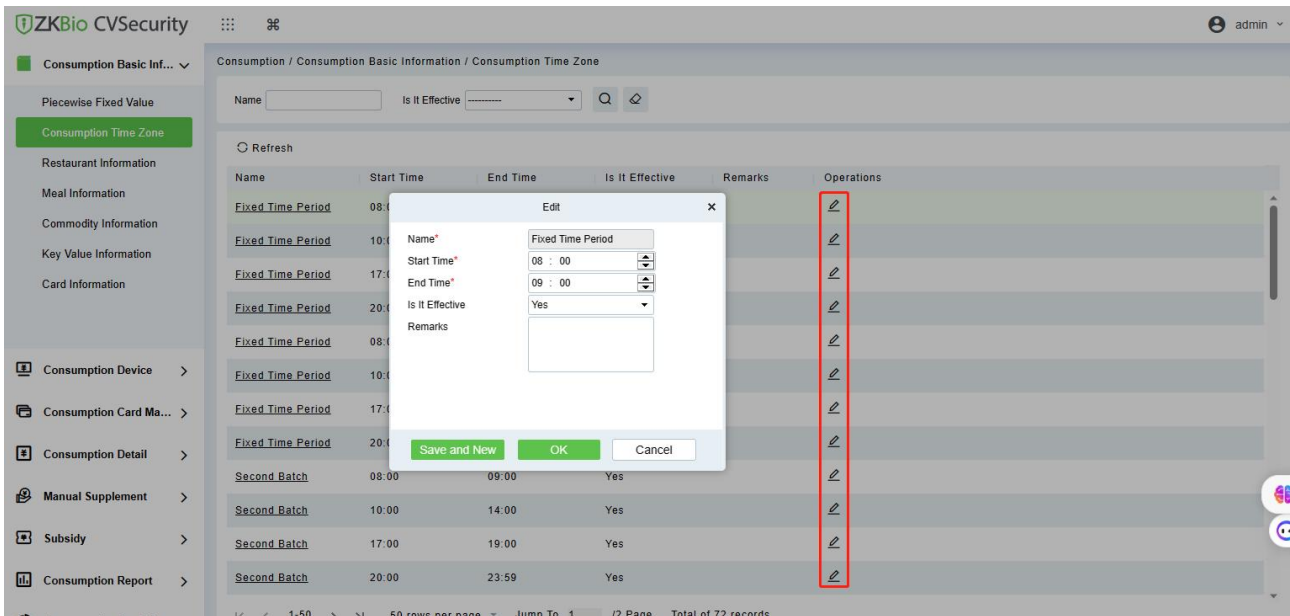 ZKBio CVSecurity
admin
Consumption Basic Inf...
Piecewise Fixed Value
Consumption Time Zone
Restaurant Information
Meal Information
Commodity Information
Key Value Information
Card Information
Consumption Device
Consumption Card Ma...
Consumption Detail
Manual Supplement
Subsidy
Consumption Report
Consumption / Consumption Basic Information / Consumption Time Zone
Name Is It Effective ----------
Refresh
Name Start Time End Time Is It Effective Remarks Operations
Fixed Time Period 08:
Fixed Time Period 10:
Fixed Time Period 17:
Fixed Time Period 20:
Fixed Time Period 08:
Fixed Time Period 10:
Fixed Time Period 17:
Fixed Time Period 20:
Second Batch 08:00 09:00 Yes
Second Batch 10:00 14:00 Yes
Second Batch 17:00 19:00 Yes
Second Batch 20:00 23:59 Yes
1-50 50 rows per page Jump To 1 /2 Page Total of 72 records
Edit
Name* Fixed Time Period
Start Time* 08 : 00
End Time* 09 : 00
Is It Effective Yes
Remarks
Save and New OK Cancel